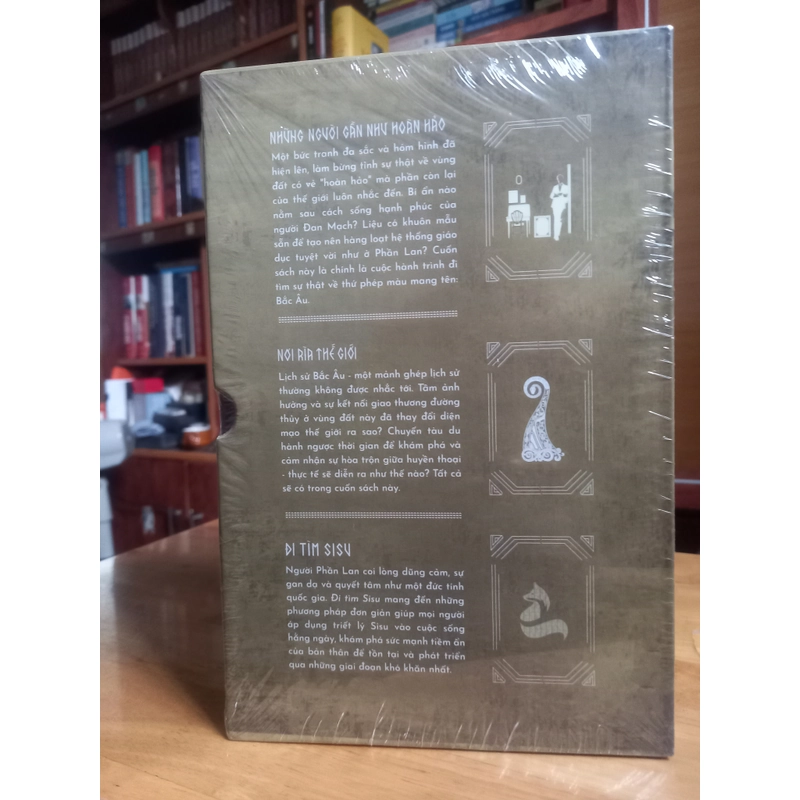 NHỮNG NGƯỜI GẦN NHƯ HOÀN HẢO
Một bức tranh đa sắc và hóm hỉnh đã
hiện lên, làm bừng tỉnh sự thật về vùng
đất có vẻ "hoàn hảo" mà phần còn lại
của thế giới luôn nhắc đến. Bí ẩn nào
nằm sau cách sống hạnh phúc của
người Đan Mạch? Liệu có khuôn mẫu
sẵn để tạo nên hàng loạt hệ thống giáo
dục tuyệt vời như ở Phần Lan? Cuốn
sách này là chính là cuộc hành trình đi
tìm sự thật về thứ phép màu mang tên:
Bắc Âu.
NƠI RÌA THẾ GIỚI
Lịch sử Bắc Âu - một mảnh ghép lịch sử
thường không được nhắc tới. Tầm ảnh
hưởng và sự kết nối giao thương đường
thủy ở vùng đất này đã thay đổi diện
mạo thế giới ra sao? Chuyến tàu du
hành ngược thời gian để khám phá và
cảm nhận sự hòa trộn giữa huyền thoại
- thực tế sẽ diễn ra như thế nào? Tất cả
sẽ có trong cuốn sách này.
ĐI TÌM SISU
Người Phần Lan coi lòng dũng cảm, sự
gan dạ và quyết tâm như một đức tính
quốc gia. Đi tìm Sisu mang đến những
phương pháp đơn giản giúp mọi người
áp dụng triết lý Sisu vào cuộc sống
hằng ngày, khám phá sức mạnh tiềm ẩn
của bản thân để tồn tại và phát triển
qua những giai đoạn khó khăn nhất.